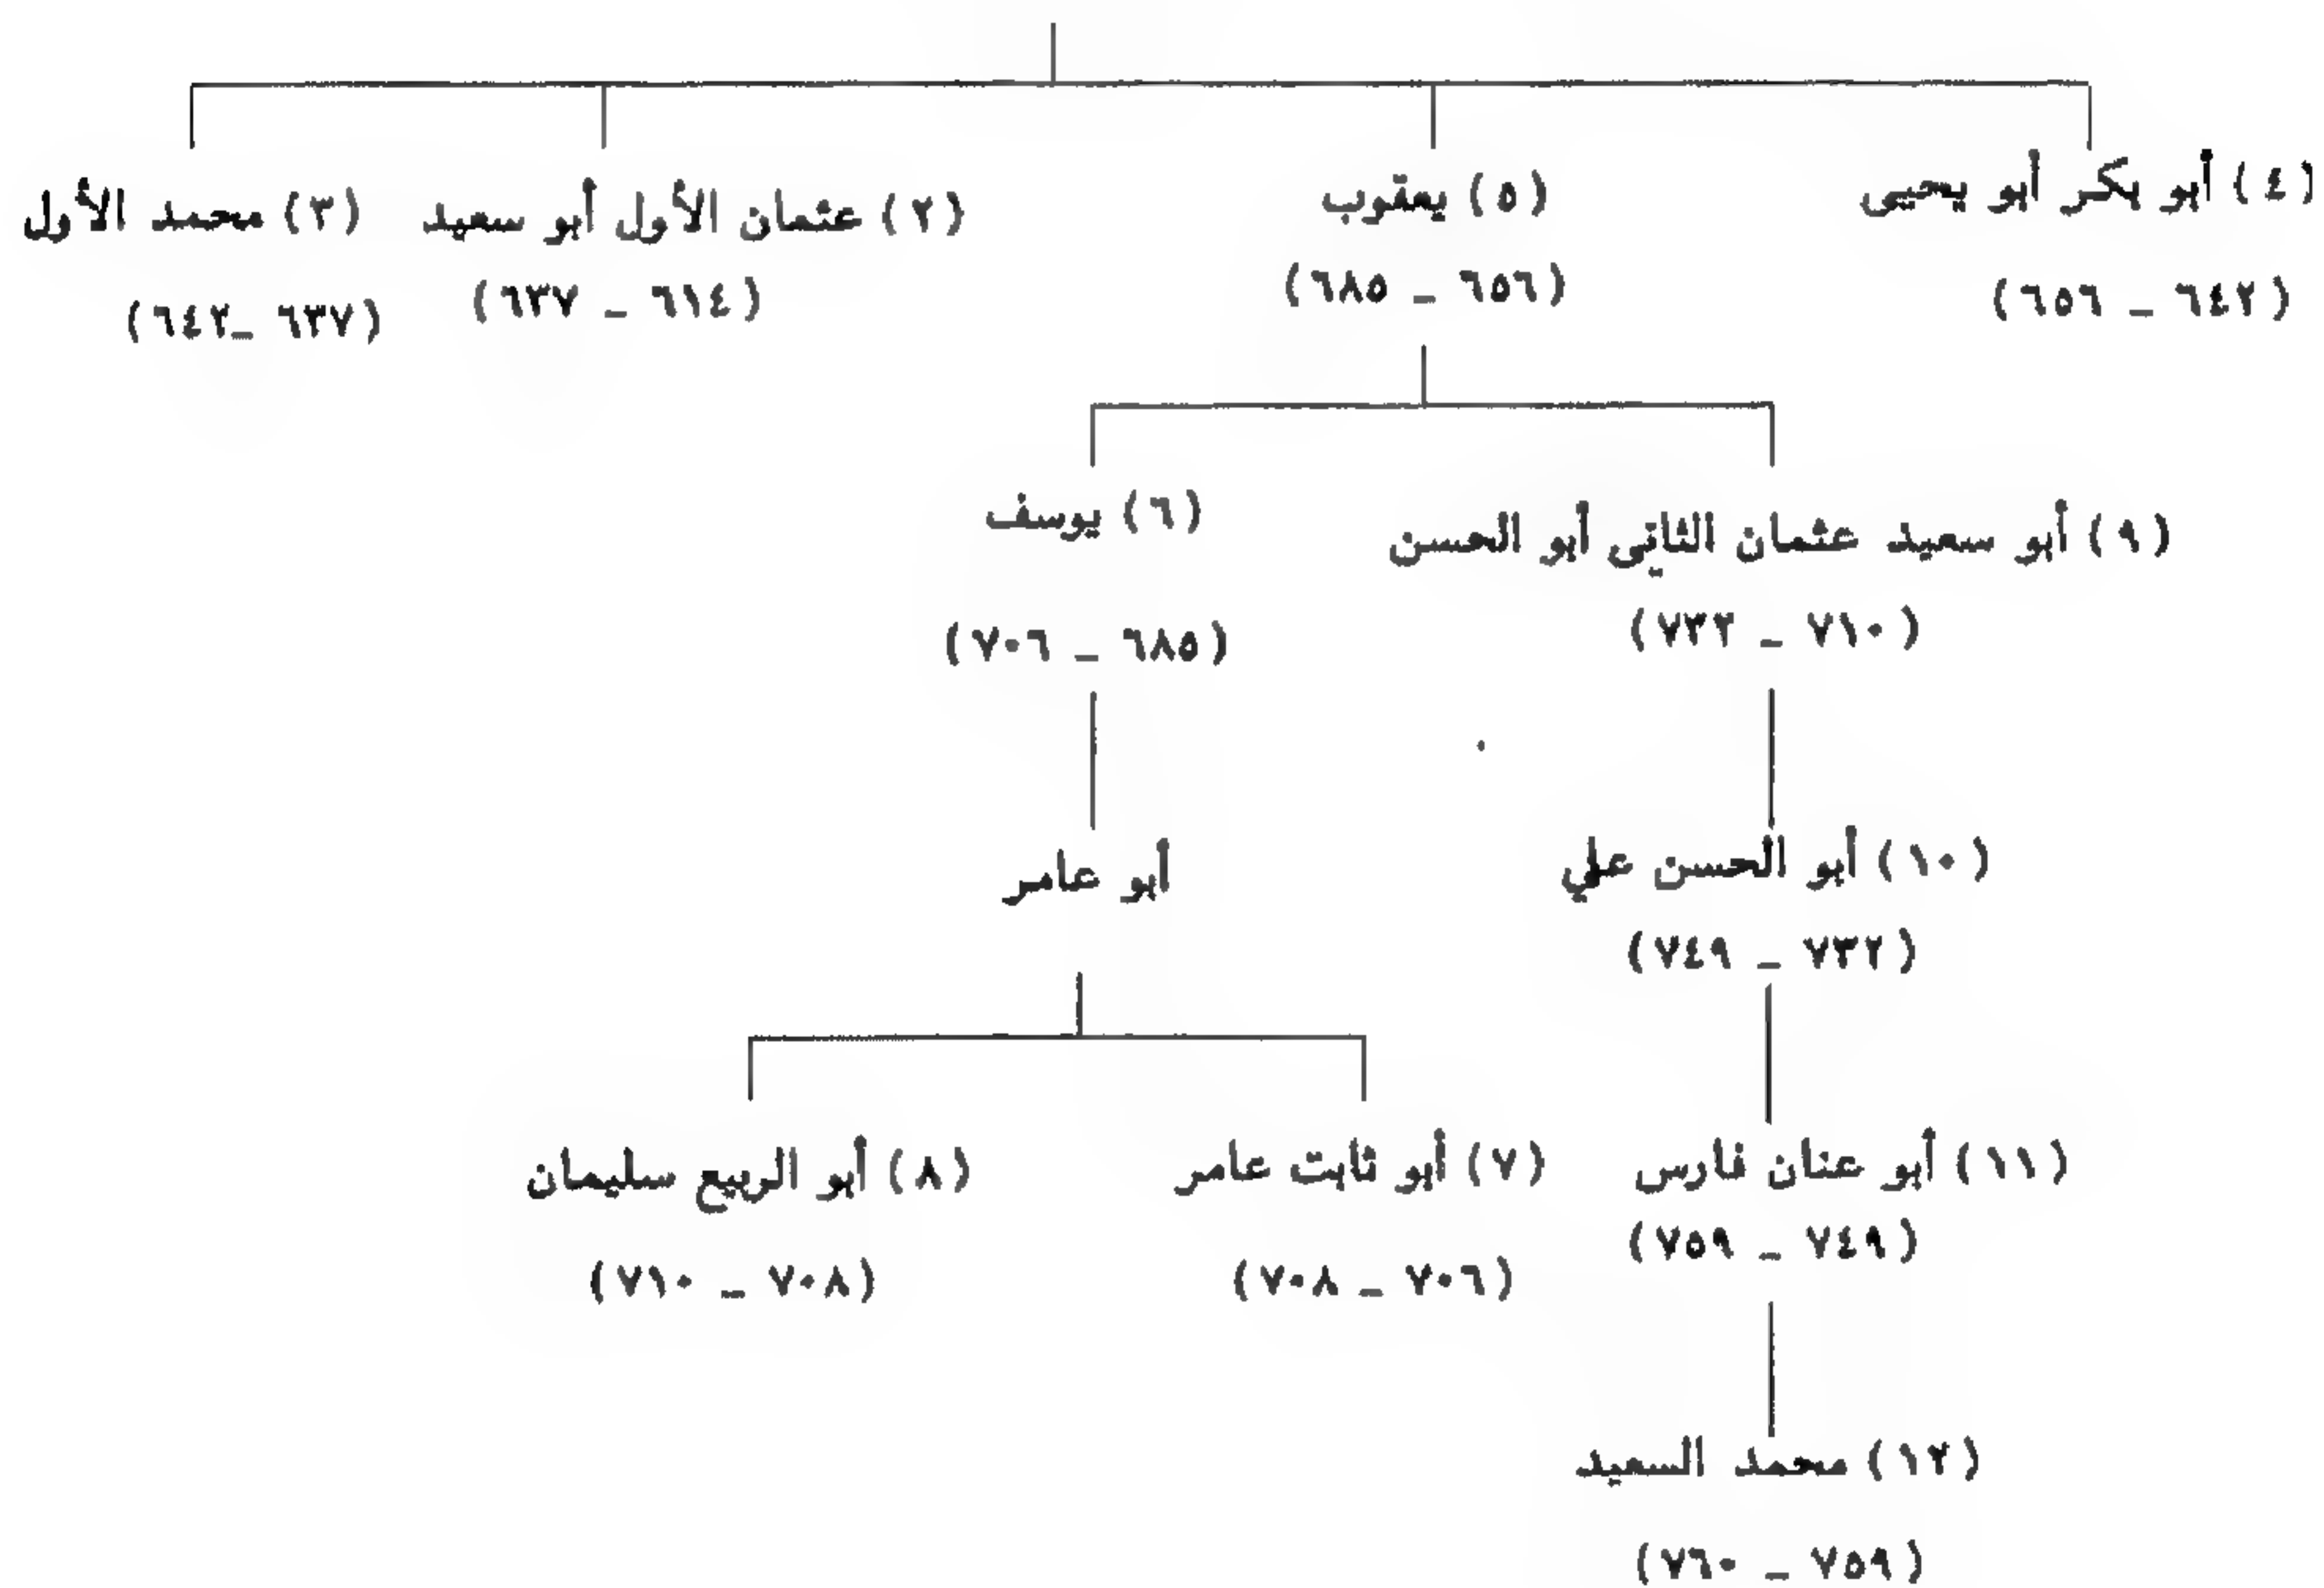 (٤) أبو بكر أبو يحيى
(٦٤٢ _ ٦٥٦)
(٥) يعقوب
(٦٥٦ _ ٦٨٥)
(٢) عثمان الأول أبو سعيد
(٦١٤ _ ٦٣٧)
(٣) محمد الأول
(٦٣٧ _ ٦٤٢)
(٩) أبو سعيد عثمان الثاني أبو الحسن
(٧١٠ _ ٧٣٢)
(٦) يوسف
(٦٨٥ _ ٧٠٦)
(١٠) أبو الحسن علي
(٧٣٢ _ ٧٤٩)
أبو عامر
(١١) أبو عنان فارس
(٧٤٩ _ ٧٥٩)
(٧) أبو ثابت عامر
(٧٠٦ _ ٧٠٨)
(٨) أبو الربيع سليمان
(٧٠٨ _ ٧١٠)
(١٢) محمد السعيد
(٧٥٩ _ ٧٦٠)